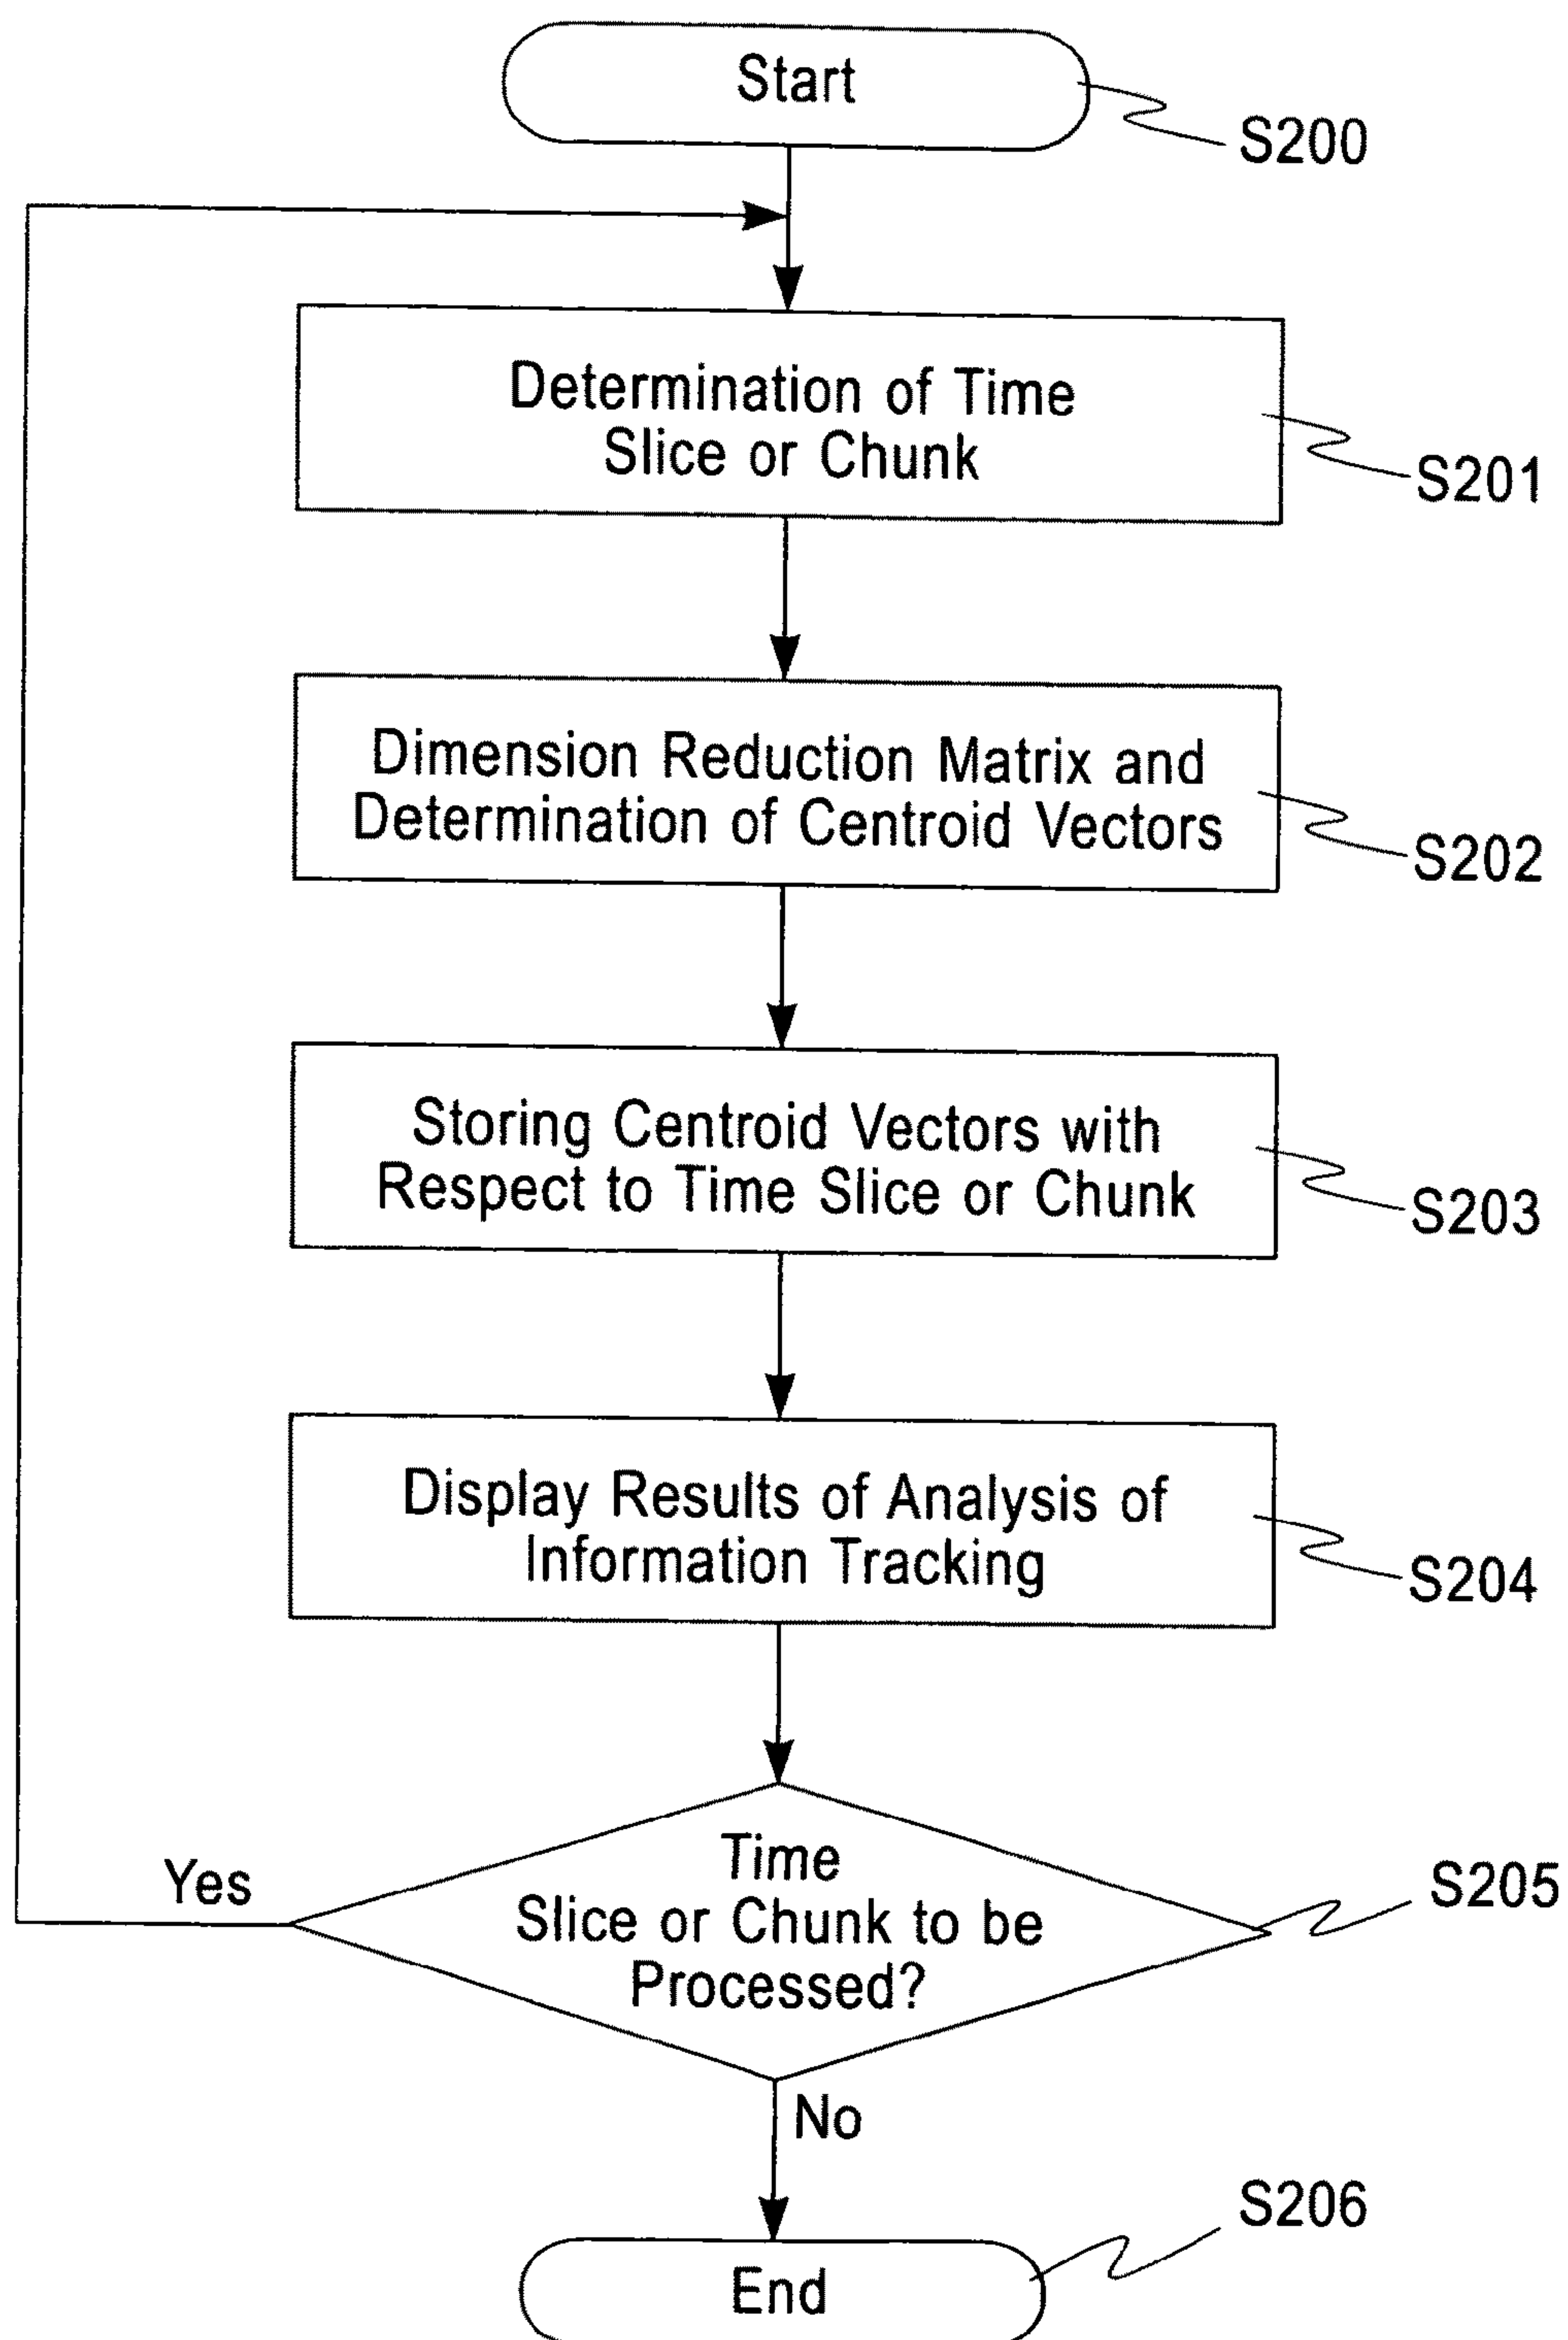 Start
S200
Determination of Time
Slice or Chunk
S201
Dimension Reduction Matrix and
Determination of Centroid Vectors
S202
Storing Centroid Vectors with
Respect to Time Slice or Chunk
S203
Display Results of Analysis of
Information Tracking
S204
Time
Slice or Chunk to be
Processed?
Yes
S205
No
S206
End